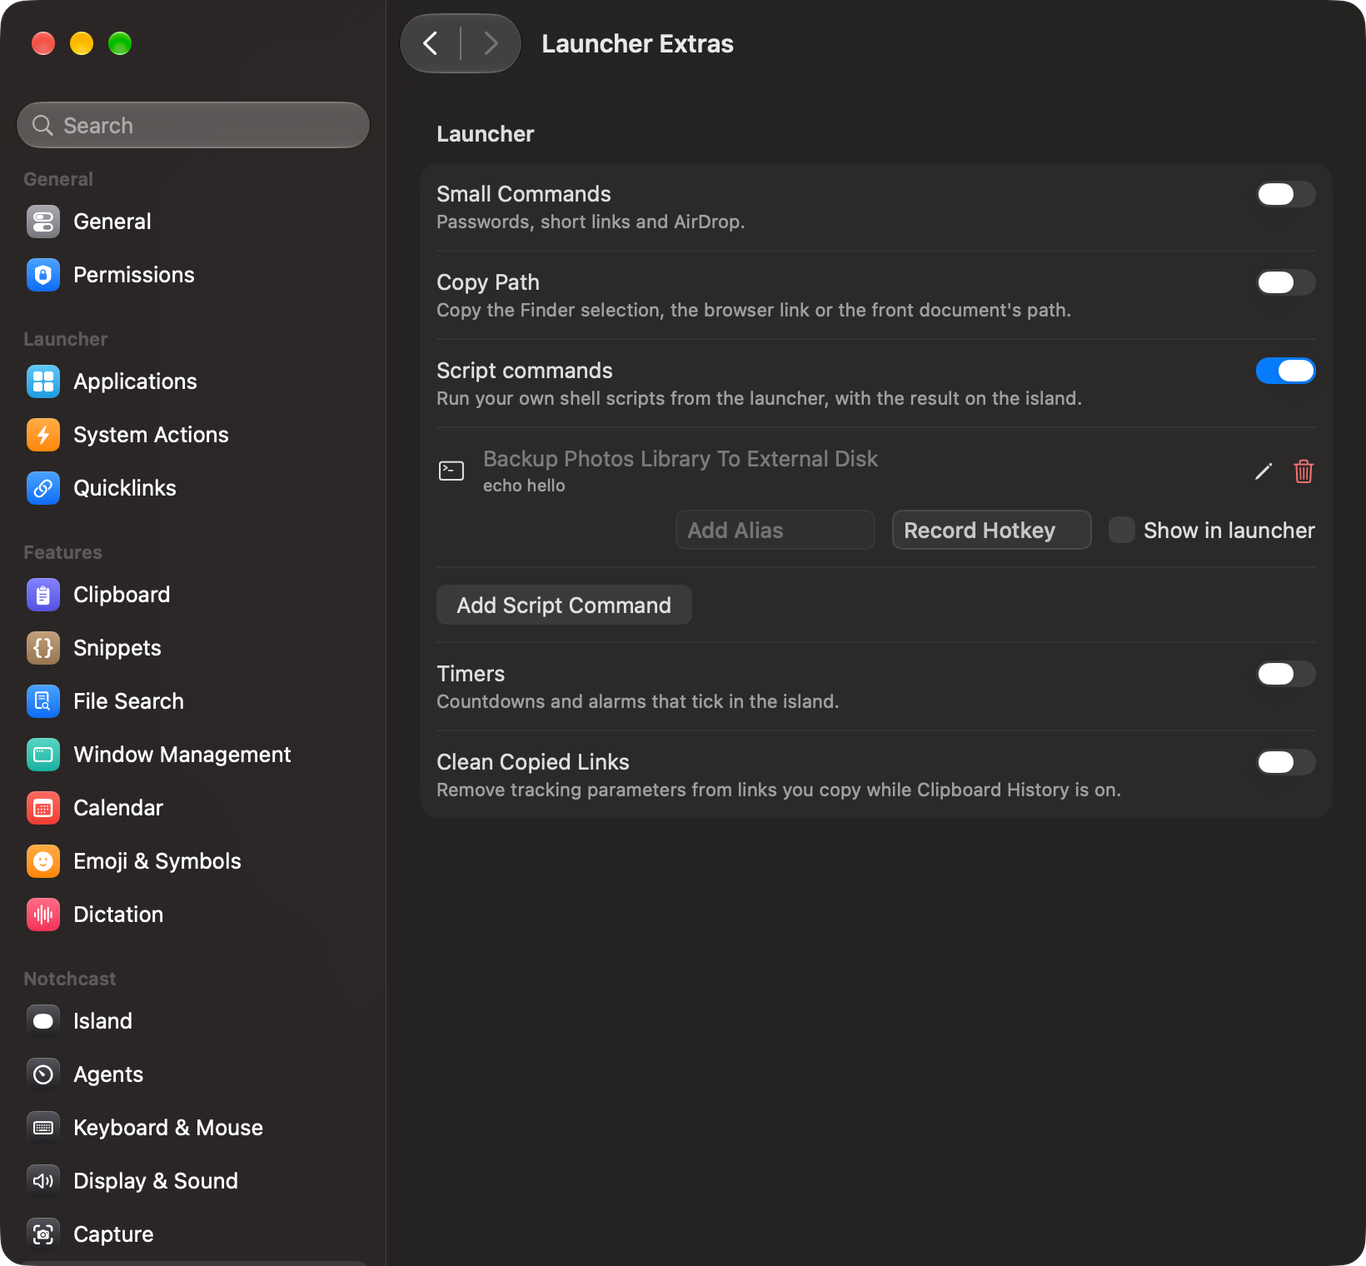 Launcher Extras
Search
General
General
Permissions
Launcher
Applications
System Actions
Quicklinks
Features
Clipboard
Snippets
File Search
Window Management
Calendar
Emoji & Symbols
Dictation
Notchcast
Island
Agents
Keyboard & Mouse
Display & Sound
Capture
Launcher
Small Commands
Passwords, short links and AirDrop.
Copy Path
Copy the Finder selection, the browser link or the front document's path.
Script commands
Run your own shell scripts from the launcher, with the result on the island.
Backup Photos Library To External Disk
echo hello
Add Alias
Record Hotkey
Show in launcher
Add Script Command
Timers
Countdowns and alarms that tick in the island.
Clean Copied Links
Remove tracking parameters from links you copy while Clipboard History is on.